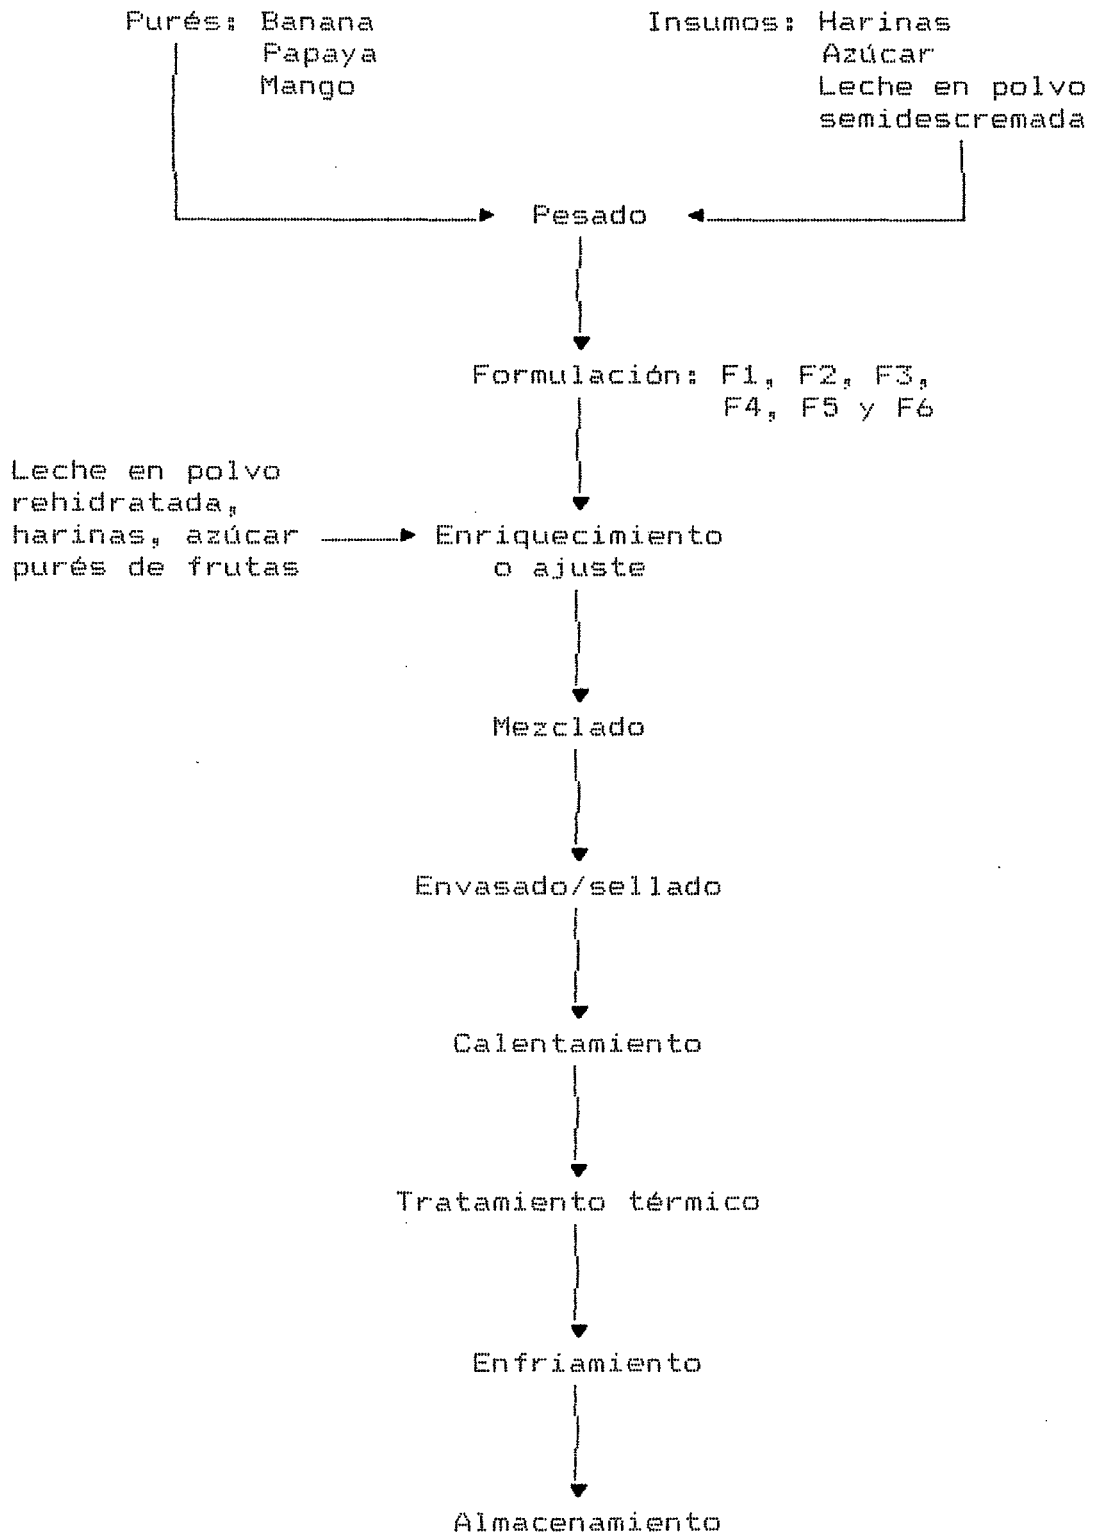 Purés: Banana
Papaya
Mango
Insumos: Harinas
Azúcar
Leche en polvo
semidescremada
Pesado
Formulación: F1, F2, F3,
F4, F5 y F6
Leche en polvo
rehidratada,
harinas, azúcar
purés de frutas
Enriquecimiento
o ajuste
Mezclado
Envasado/sellado
Calentamiento
Tratamiento térmico
Enfriamiento
Almacenamiento